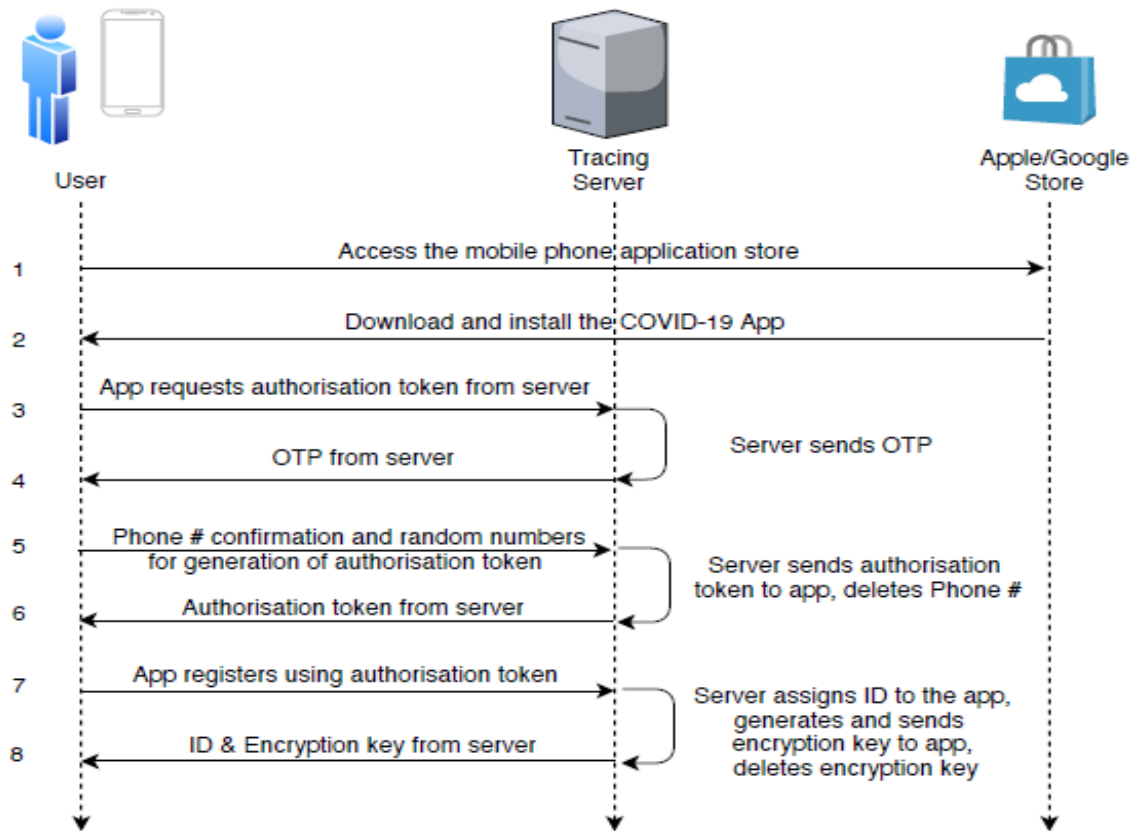 User
Tracing
Server
Apple/Google
Store
1
Access the mobile phone application store
2
Download and install the COVID-19 App
3
App requests authorisation token from server
Server sends OTP
4
OTP from server
5
Phone # confirmation and random numbers
for generation of authorisation token
Server sends authorisation
token to app, deletes Phone #
6
Authorisation token from server
7
App registers using authorisation token
Server assigns ID to the app,
generates and sends
encryption key to app,
deletes encryption key
8
ID & Encryption key from server